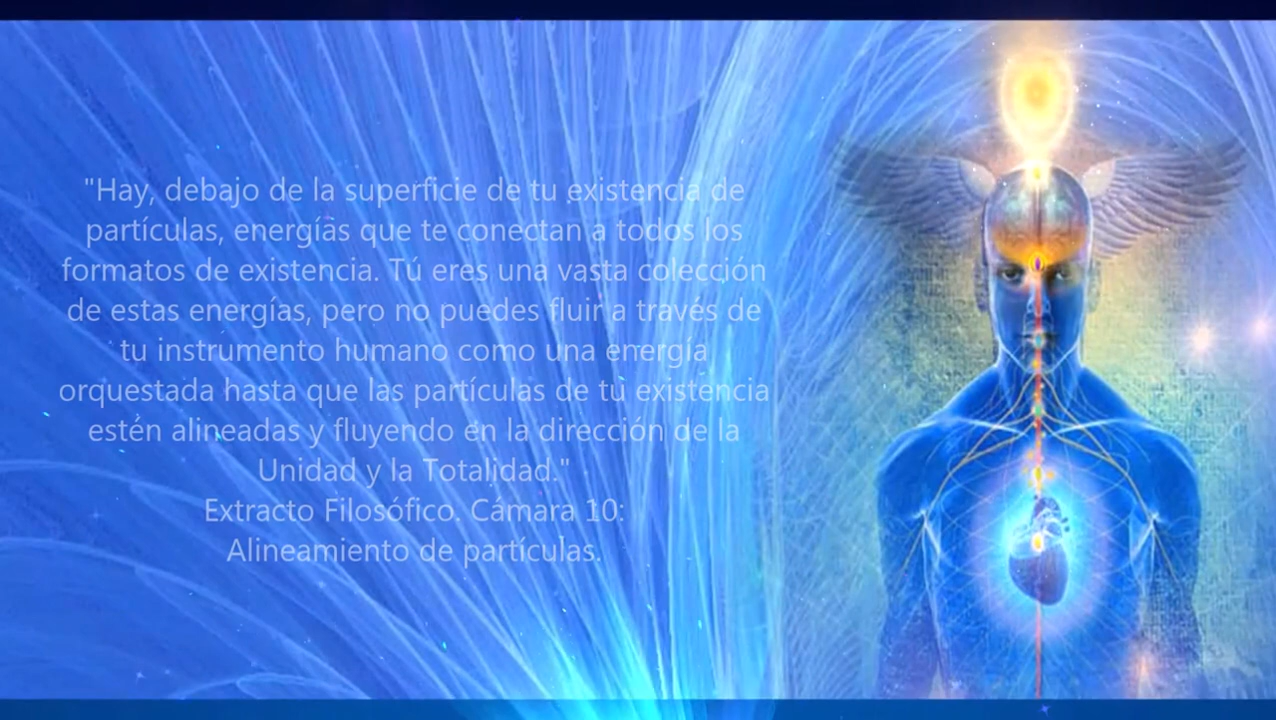 "Hay, debajo de la superficie de tu existencia de
partículas, energías que te conectan a todos los
formatos de existencia. Tú eres una vasta colección
de estas energías, pero no puedes fluir a través de
tu instrumento humano como una energía
orquestada hasta que las partículas de tu existencia
estén alineadas y fluyendo en la dirección de la
Unidad y la Totalidad."
Extracto Filosófico. Cámara 10:
Alineamiento de partículas.